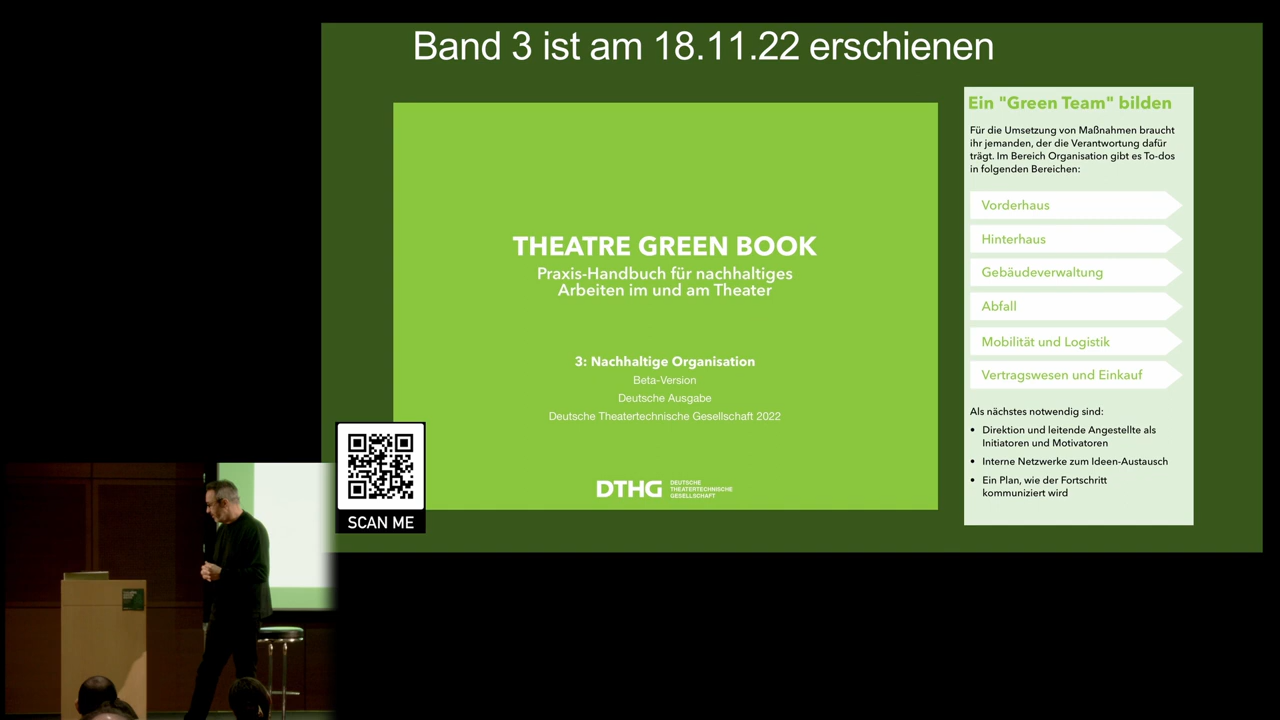 Band 3 ist am 18.11.22 erschienen
THEATRE GREEN BOOK
Praxis-Handbuch für nachhaltiges
Arbeiten im und am Theater
3: Nachhaltige Organisation
Beta-Version
Deutsche Ausgabe
Deutsche Theatertechnische Gesellschaft 2022
DTHG
DEUTSCHE
THEATERTECHNISCHE
GESELLSCHAFT
SCAN ME
Ein "Green Team" bilden
Für die Umsetzung von Maßnahmen braucht
ihr jemanden, der die Verantwortung dafür
trägt. Im Bereich Organisation gibt es To-dos
in folgenden Bereichen:
Vorderhaus
Hinterhaus
Gebäudeverwaltung
Abfall
Mobilität und Logistik
Vertragswesen und Einkauf
Als nächstes notwendig sind:
• Direktion und leitende Angestellte als
Initiatoren und Motivatoren
• Interne Netzwerke zum Ideen-Austausch
• Ein Plan, wie der Fortschritt
kommuniziert wird